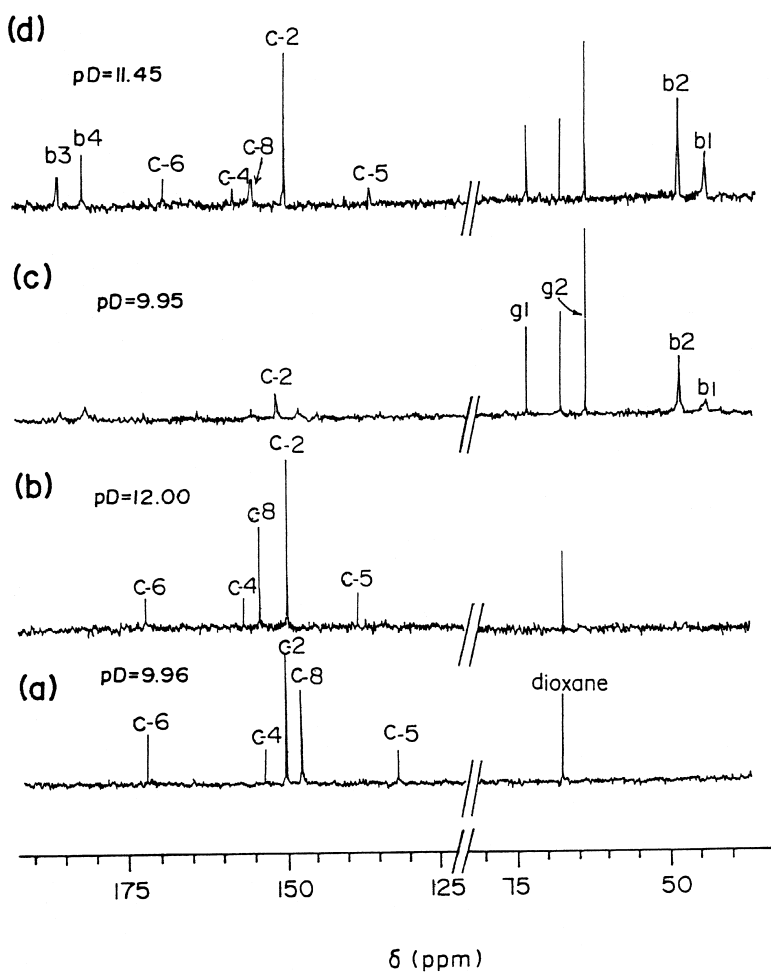 (d)
pD=11.45
b3
b4
C-6
C-4
C-8
C-2
C-5
b2
b1
(c)
pD=9.95
C-2
g1
g2
b2
b1
(b)
pD=12.00
C-6
C-4
C-8
C-2
C-5
(a)
pD=9.96
C-6
C-4
C-2
C-8
C-5
dioxane
175 150 125 75 50
δ (ppm)